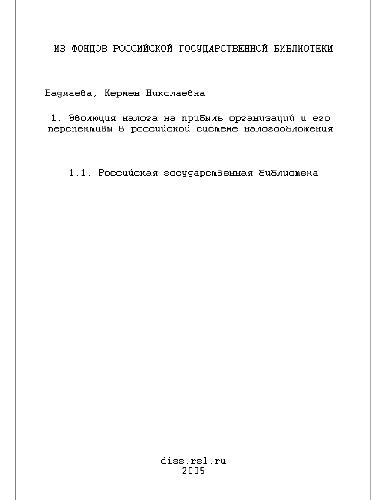 ИЗ ФОНДОВ РОССИЙСКОЙ ГОСУДАРСТВЕННОЙ БИБЛИОТЕКИ
Бадмаева, Кермен Николаевна
1. Эволюция налога на прибыль организаций и его
перспективы в российской системе налогообложения
1.1. Российская государственная библиотека
diss.rsl.ru
2005